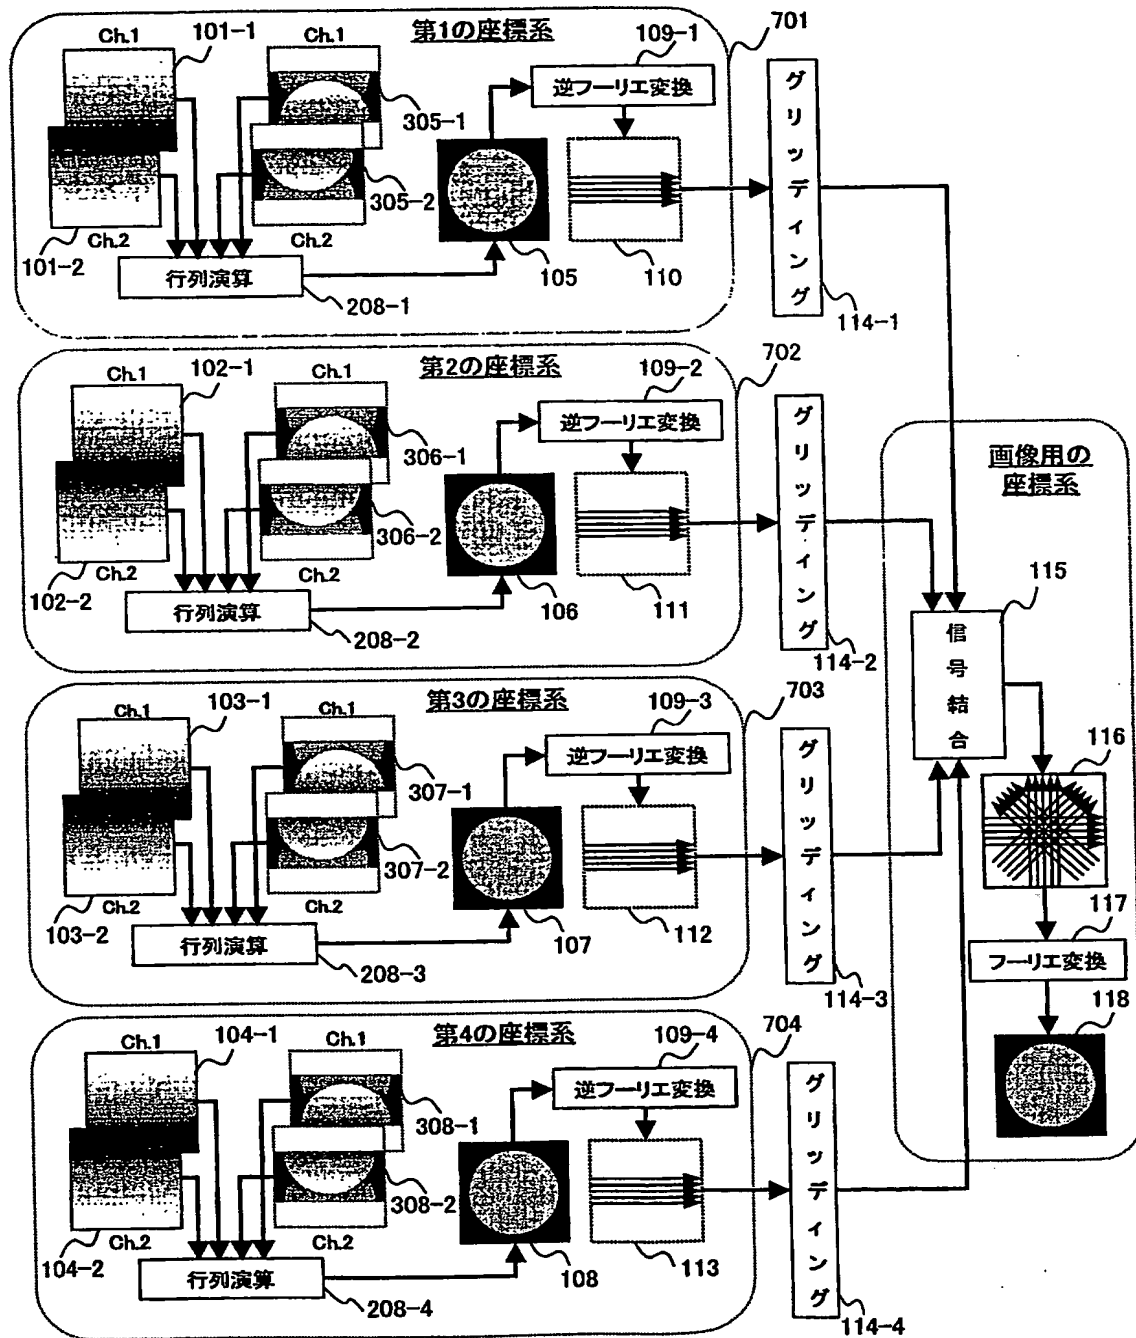 第1の座標系
Ch.1
101-1
Ch.1
109-1
701
逆フーリエ変換
305-1
305-2
Ch.2
101-2
Ch.2
105
110
行列演算
208-1
グリッディング
114-1
第2の座標系
Ch.1
102-1
Ch.1
109-2
702
逆フーリエ変換
306-1
306-2
Ch.2
102-2
Ch.2
106
111
行列演算
208-2
グリッディング
114-2
第3の座標系
Ch.1
103-1
Ch.1
109-3
703
逆フーリエ変換
307-1
307-2
Ch.2
103-2
Ch.2
107
112
行列演算
208-3
グリッディング
114-3
第4の座標系
Ch.1
104-1
Ch.1
109-4
704
逆フーリエ変換
308-1
308-2
Ch.2
104-2
Ch.2
108
113
行列演算
208-4
グリッディング
114-4
画像用の
座標系
115
信号結合
116
117
フーリエ変換
118